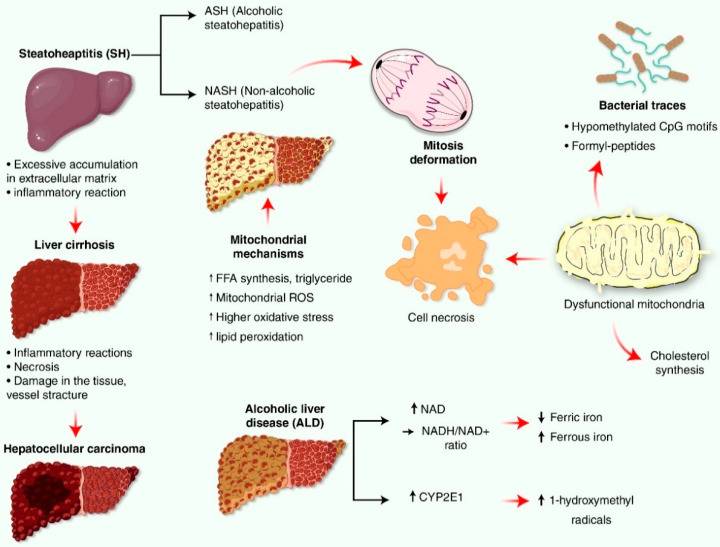 Steatoheaptitis (SH)
ASH (Alcoholic
steatohepatitis)
NASH (Non-alcoholic
steatohepatitis)
• Excessive accumulation
in extracellular matrix
• inflammatory reaction
Liver cirrhosis
• Inflammatory reactions
• Necrosis
• Damage in the tissue,
vessel stracture
Hepatocellular carcinoma
Mitochondrial
mechanisms
↑ FFA synthesis, triglyceride
↑ Mitochondrial ROS
↑ Higher oxidative stress
↑ lipid peroxidation
Mitosis
deformation
Cell necrosis
Bacterial traces
• Hypomethylated CpG motifs
• Formyl-peptides
Dysfunctional mitochondria
Cholesterol
synthesis
Alcoholic liver
disease (ALD)
↑ NAD
→ NADH/NAD+
ratio
↓ Ferric iron
↑ Ferrous iron
↑ CYP2E1
↑ 1-hydroxymethyl
radicals